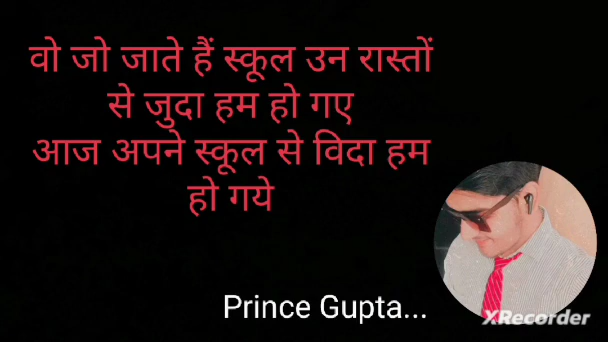 वो जो जाते हैं स्कूल उन रास्तों
से जुदा हम हो गए
आज अपने स्कूल से विदा हम
हो गये
Prince Gupta...
XRecorder